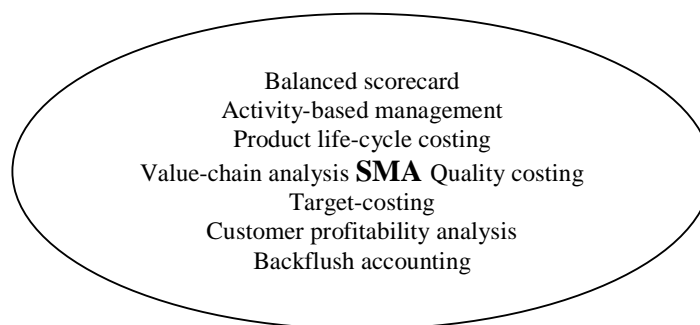 Balanced scorecard
Activity-based management
Product life-cycle costing
Value-chain analysis SMA Quality costing
Target-costing
Customer profitability analysis
Backflush accounting